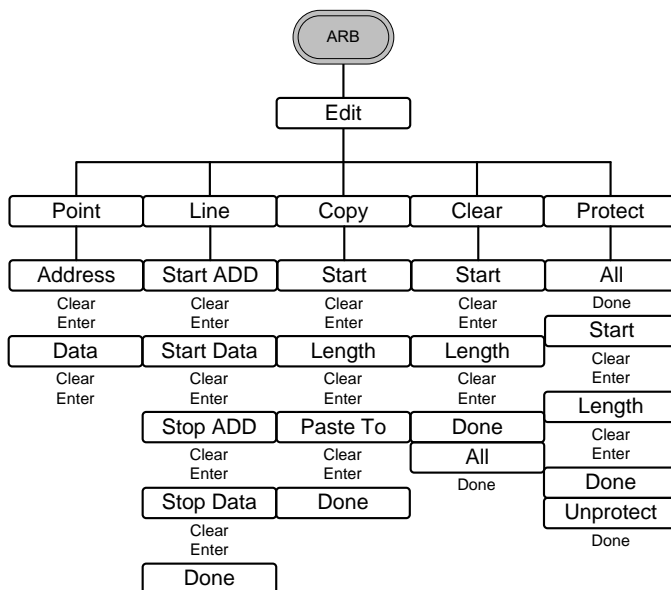 ARB
Edit
Point
Line
Copy
Clear
Protect
Address
Clear
Enter
Data
Clear
Enter
Start ADD
Clear
Enter
Start Data
Clear
Enter
Stop ADD
Clear
Enter
Stop Data
Clear
Enter
Done
Start
Clear
Enter
Length
Clear
Enter
Paste To
Clear
Enter
Done
Start
Clear
Enter
Length
Clear
Enter
Done
All
Done
All
Done
Start
Clear
Enter
Length
Clear
Enter
Done
Unprotect
Done